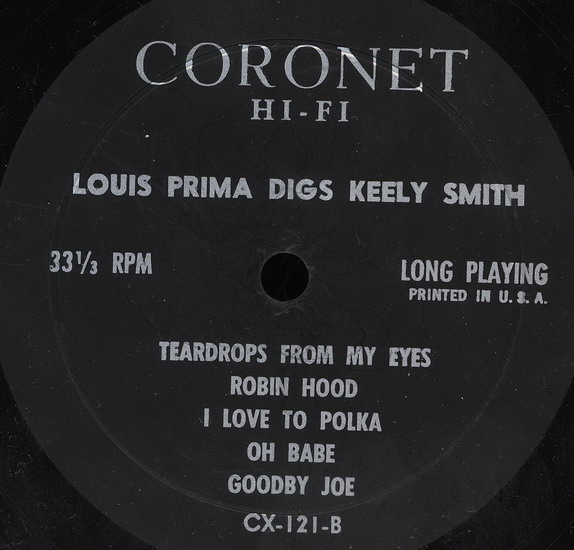 CORONET
HI-FI
LOUIS PRIMA DIGS KEELY SMITH
33⅓ RPM
LONG PLAYING
PRINTED IN U.S.A.
TEARDROPS FROM MY EYES
ROBIN HOOD
I LOVE TO POLKA
OH BABE
GOODBY JOE
CX-121-B